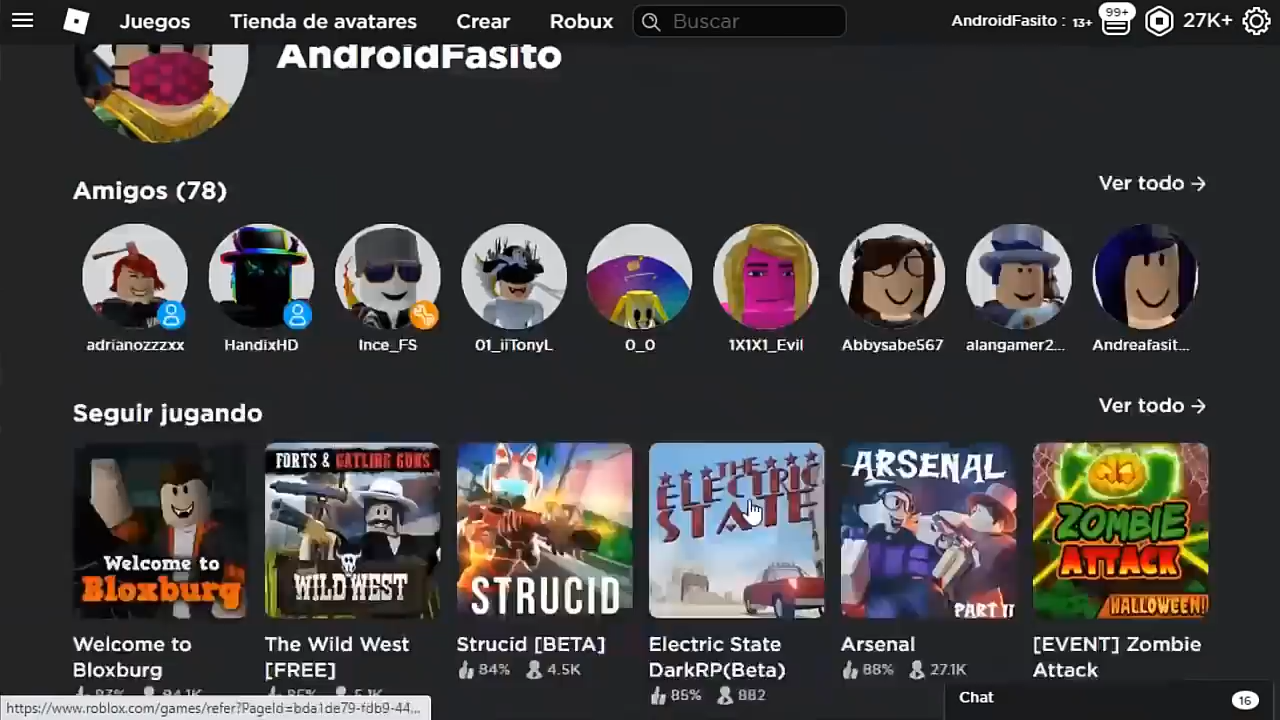 Juegos Tienda de avatares Crear Robux Buscar AndroidFasito : 13+ 99+ 27K+
AndroidFasito
Amigos (78) Ver todo →
adrianozzzxx HandixHD Ince_FS 01_iiTonyL 0_0 1X1X1_Evil Abbysabe567 alangamer2... Andreafasit...
Seguir jugando Ver todo →
Welcome to
Bloxburg
FORTS & GATLING GUNS
WILD WEST
STRUCID
THE
ELECTRIC
STATE
ARSENAL
PART II
ZOMBIE
ATTACK
HALLOWEEN!
Welcome to
Bloxburg
The Wild West
[FREE]
85% 5.1K
Strucid [BETA]
84% 4.5K
Electric State
DarkRP(Beta)
85% 882
Arsenal
88% 27.1K
[EVENT] Zombie
Attack
https://www.roblox.com/games/refer?PageId=bda1de79-fdb9-44...
Chat 16